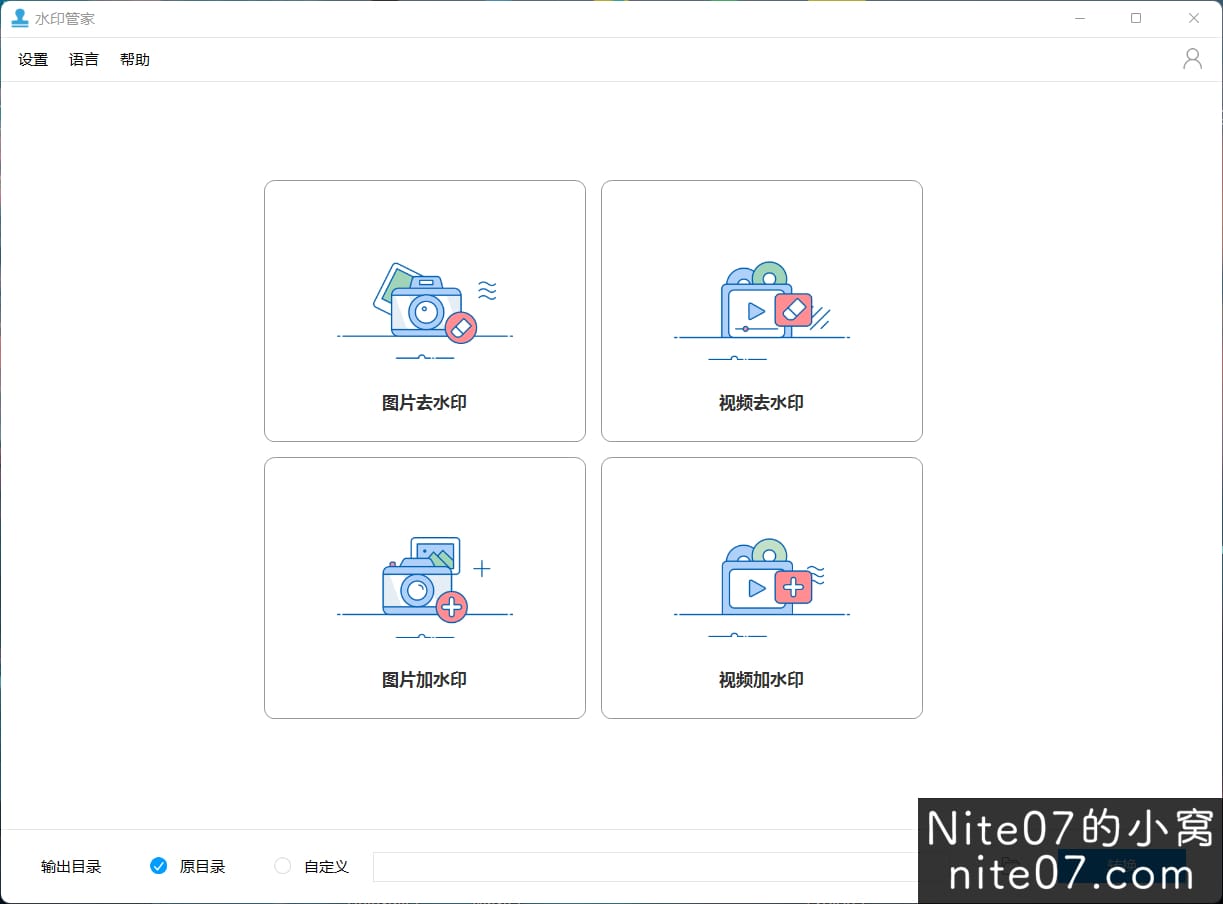 水印管家
设置 语言 帮助
图片去水印
视频去水印
图片加水印
视频加水印
输出目录 原目录 自定义
转换
Nite07的小窝
nite07.com